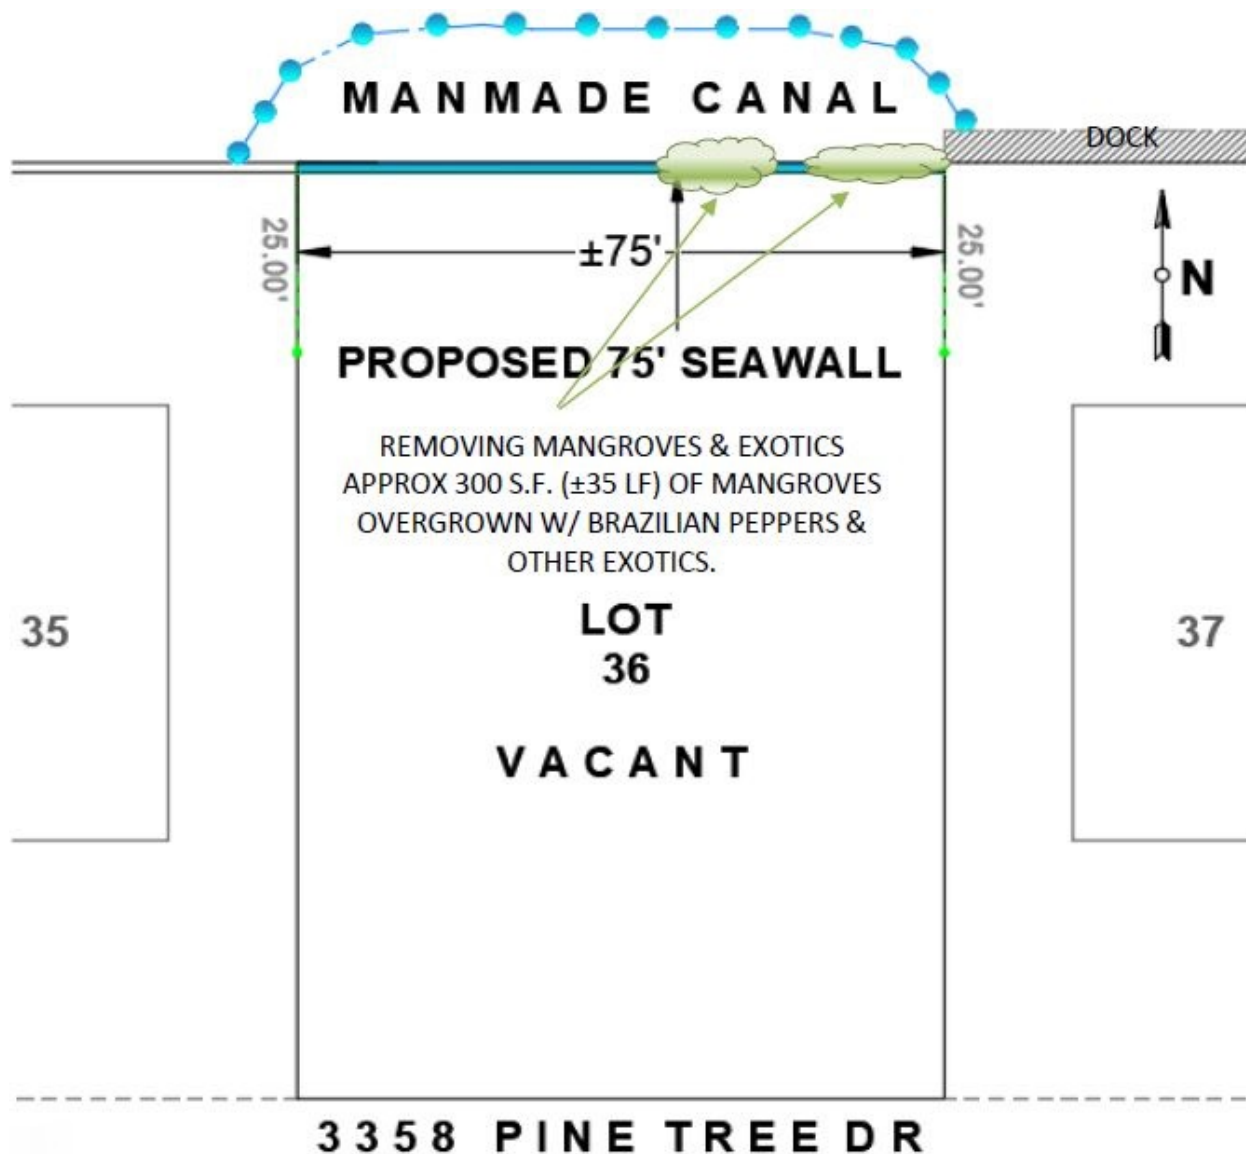 MANMADE CANAL
DOCK
25.00'
±75'
25.00'
N
PROPOSED 75' SEAWALL
REMOVING MANGROVES & EXOTICS
APPROX 300 S.F. (±35 LF) OF MANGROVES
OVERGROWN W/ BRAZILIAN PEPPERS &
OTHER EXOTICS.
LOT
36
35
37
VACANT
3358 PINE TREE DR